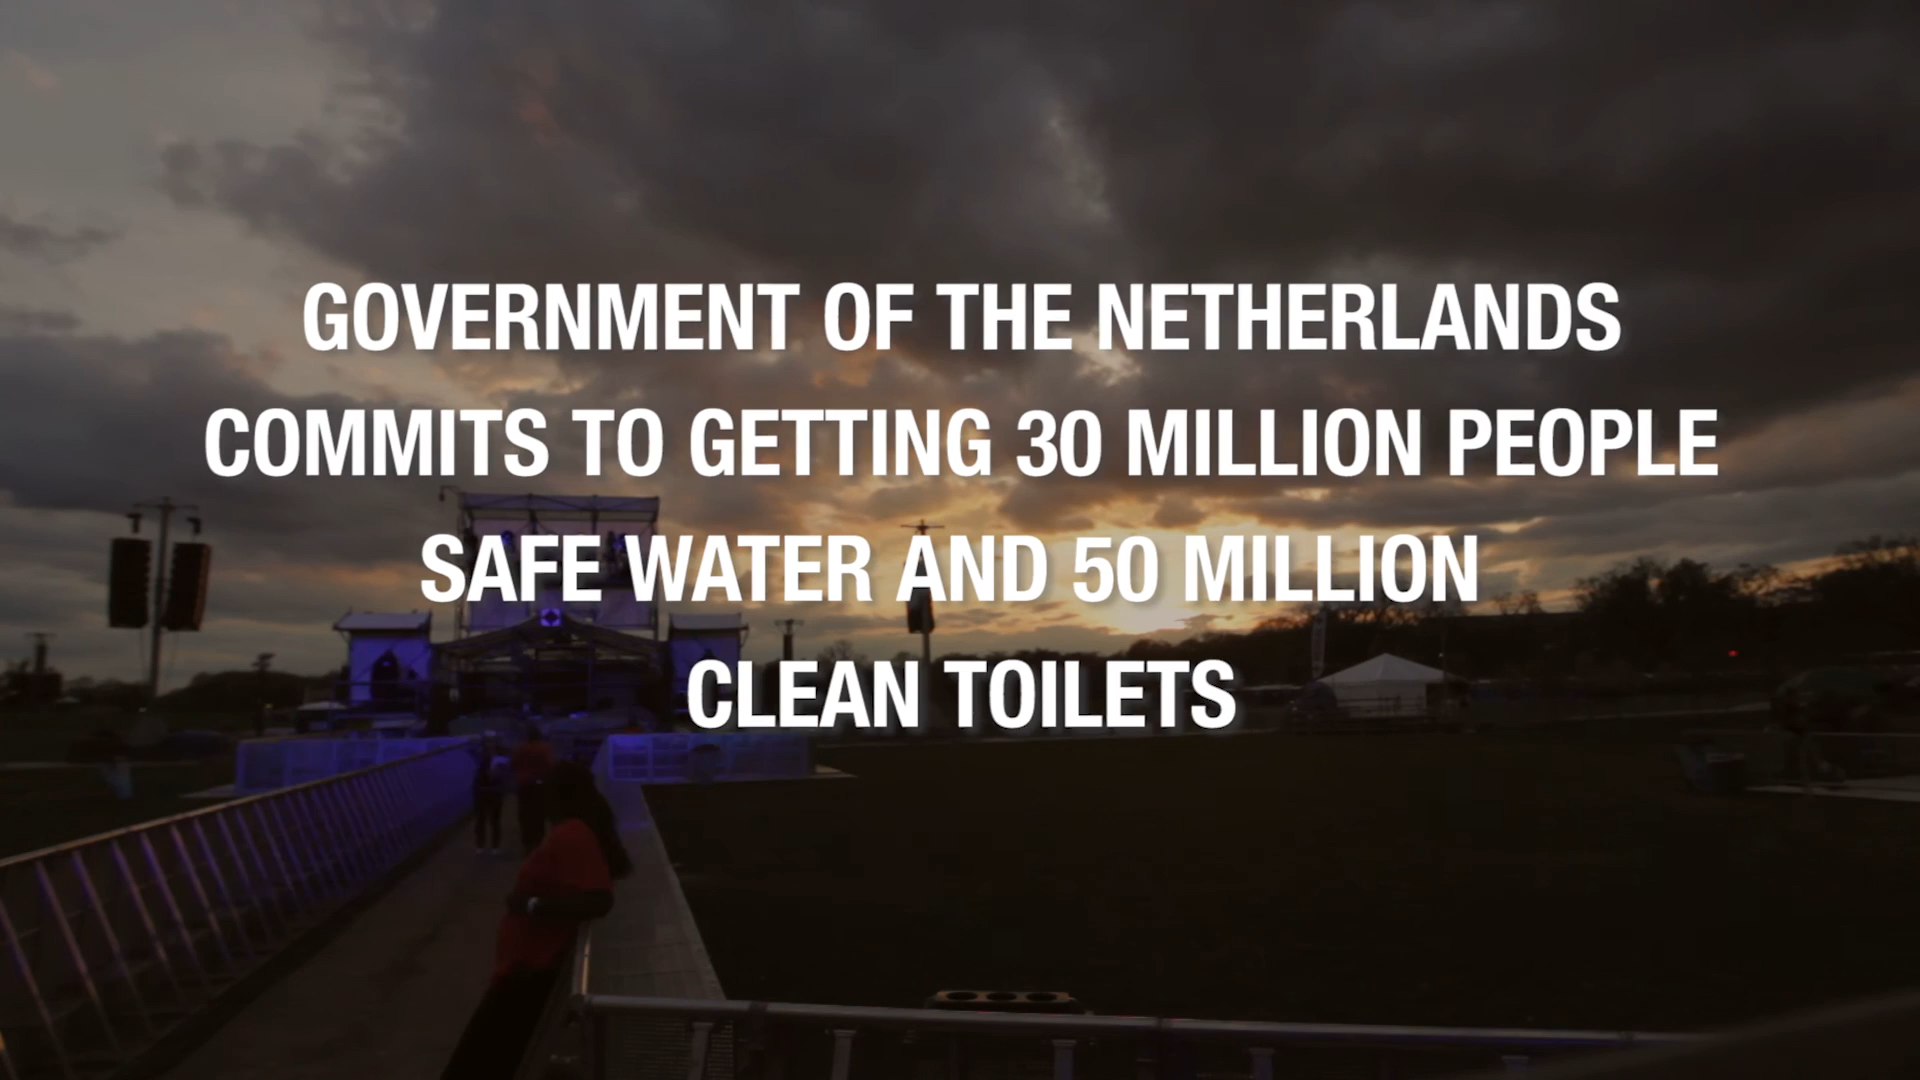 GOVERNMENT OF THE NETHERLANDS
COMMITS TO GETTING 30 MILLION PEOPLE
SAFE WATER AND 50 MILLION
CLEAN TOILETS